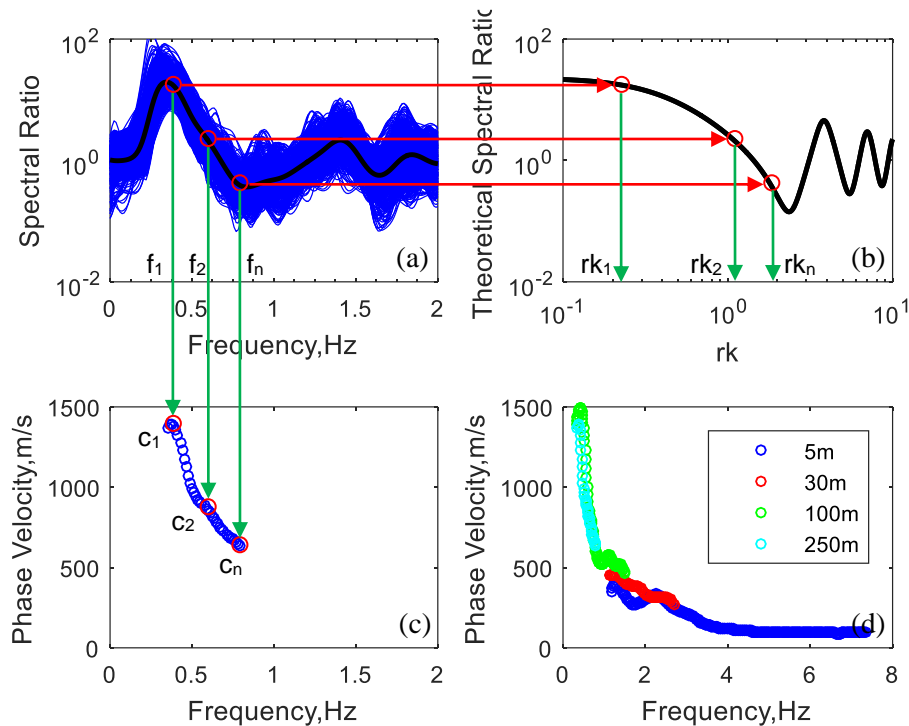 10²
10⁰
10⁻²
Spectral Ratio
f₁
f₂
fₙ
(a)
0
0.5
1
1.5
2
Frequency,Hz
10²
10⁰
10⁻²
Theoretical Spectral Ratio
rk₁
rk₂
rkₙ
(b)
10⁻¹
10⁰
10¹
rk
1500
1000
500
0
Phase Velocity,m/s
c₁
c₂
cₙ
(c)
0
0.5
1
1.5
2
Frequency,Hz
1500
1000
500
0
Phase Velocity,m/s
5m
30m
100m
250m
(d)
0
2
4
6
8
Frequency,Hz